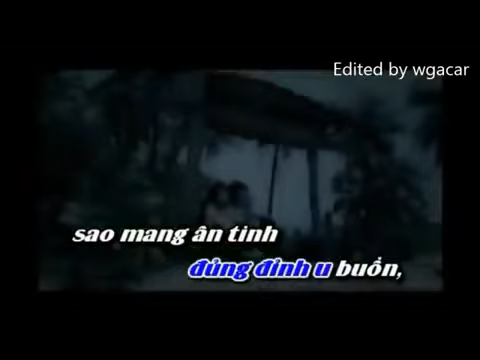 Edited by wgacar
sao mang ân tình
đủng đỉnh u buồn,